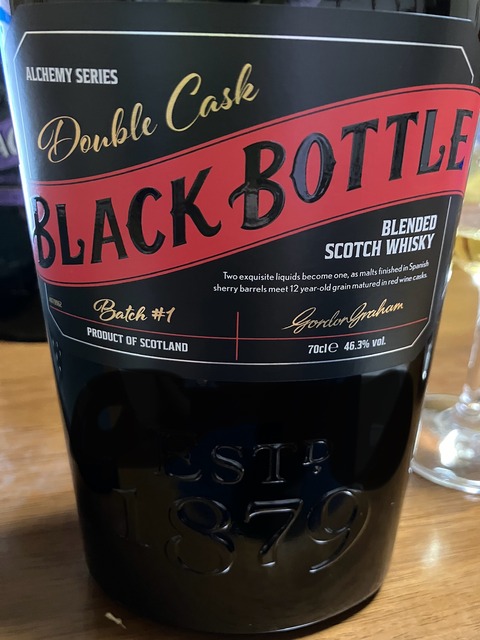 ALCHEMY SERIES
Double Cask
BLACK BOTTLE
BLENDED
SCOTCH WHISKY
Two exquisite liquids become one, as malts finished in Spanish
sherry barrels meet 12 year-old grain matured in red wine casks.
Batch #1
GordonGraham
PRODUCT OF SCOTLAND
70cl℮ 46.3% vol.
ESTD
1879